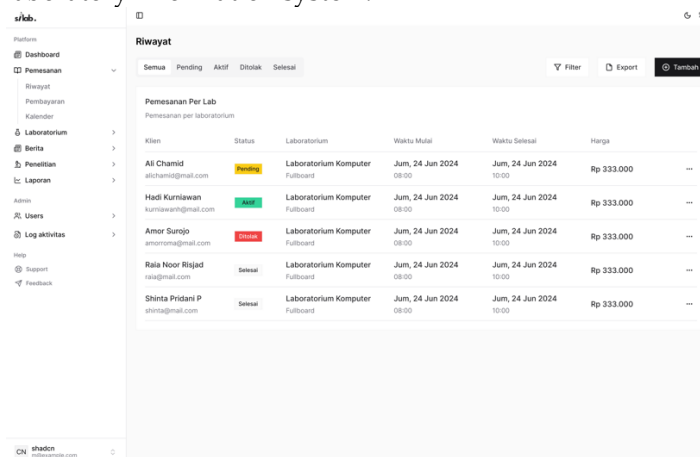 silab.
Platform
Dashboard
Pemesanan
Riwayat
Pembayaran
Kalender
Laboratorium
Berita
Penelitian
Laporan
Admin
Users
Log aktivitas
Help
Support
Feedback
CN shadcn
Riwayat
Semua Pending Aktif Ditolak Selesai
Filter Export Tambah
Pemesanan Per Lab
Pemesanan per laboratorium
Klien Status Laboratorium Waktu Mulai Waktu Selesai Harga
Ali Chamid Pending Laboratorium Komputer Jum, 24 Jun 2024 Jum, 24 Jun 2024 Rp 333.000 ...
alichamid@mail.com Fullboard 08:00 10:00
Hadi Kurniawan Aktif Laboratorium Komputer Jum, 24 Jun 2024 Jum, 24 Jun 2024 Rp 333.000 ...
kurniawanh@mail.com Fullboard 08:00 10:00
Amor Surojo Ditolak Laboratorium Komputer Jum, 24 Jun 2024 Jum, 24 Jun 2024 Rp 333.000 ...
amorroma@mail.com Fullboard 08:00 10:00
Raia Noor Risjad Selesai Laboratorium Komputer Jum, 24 Jun 2024 Jum, 24 Jun 2024 Rp 333.000 ...
raia@mail.com Fullboard 08:00 10:00
Shinta Pridani P Selesai Laboratorium Komputer Jum, 24 Jun 2024 Jum, 24 Jun 2024 Rp 333.000 ...
shinta@mail.com Fullboard 08:00 10:00